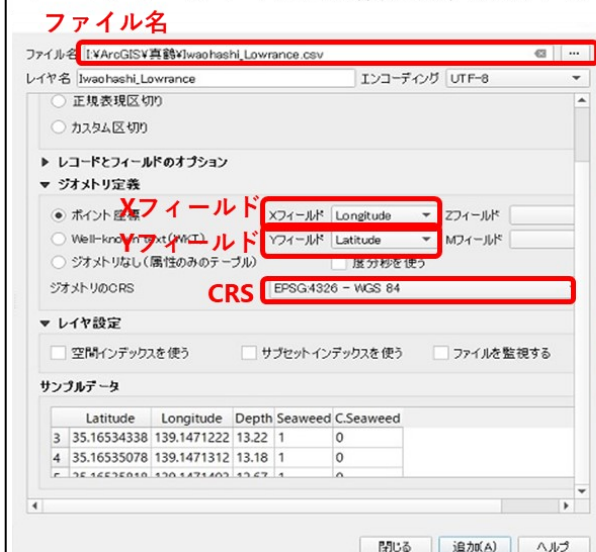 ファイル名
ファイル名 I:¥ArcGIS¥真鶴¥Iwaohashi_Lowrance.csv ...
レイヤ名 Iwaohashi_Lowrance エンコーディング UTF-8
正規表現区切り
カスタム区切り
レコードとフィールドのオプション
ジオメトリ定義
Xフィールド
ポイント座標 Xフィールド Longitude Zフィールド
Yフィールド
Well-known text(WKT) Yフィールド Latitude Mフィールド
ジオメトリなし(属性のみのテーブル) 度分秒を使う
ジオメトリのCRS CRS EPSG:4326 - WGS 84
レイヤ設定
空間インデックスを使う サブセットインデックスを使う ファイルを監視する
サンプルデータ
Latitude Longitude Depth Seaweed C.Seaweed
3 35.16534338 139.1471222 13.22 1 0
4 35.16535078 139.1471312 13.18 1 0
5 35.16535818 139.1471403 13.67 1 0
閉じる 追加(A) ヘルプ